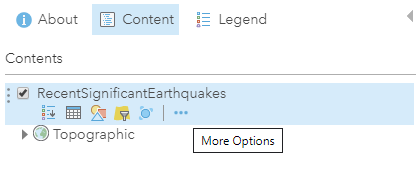 About Content Legend
Contents
RecentSignificantEarthquakes
Topographic
More Options